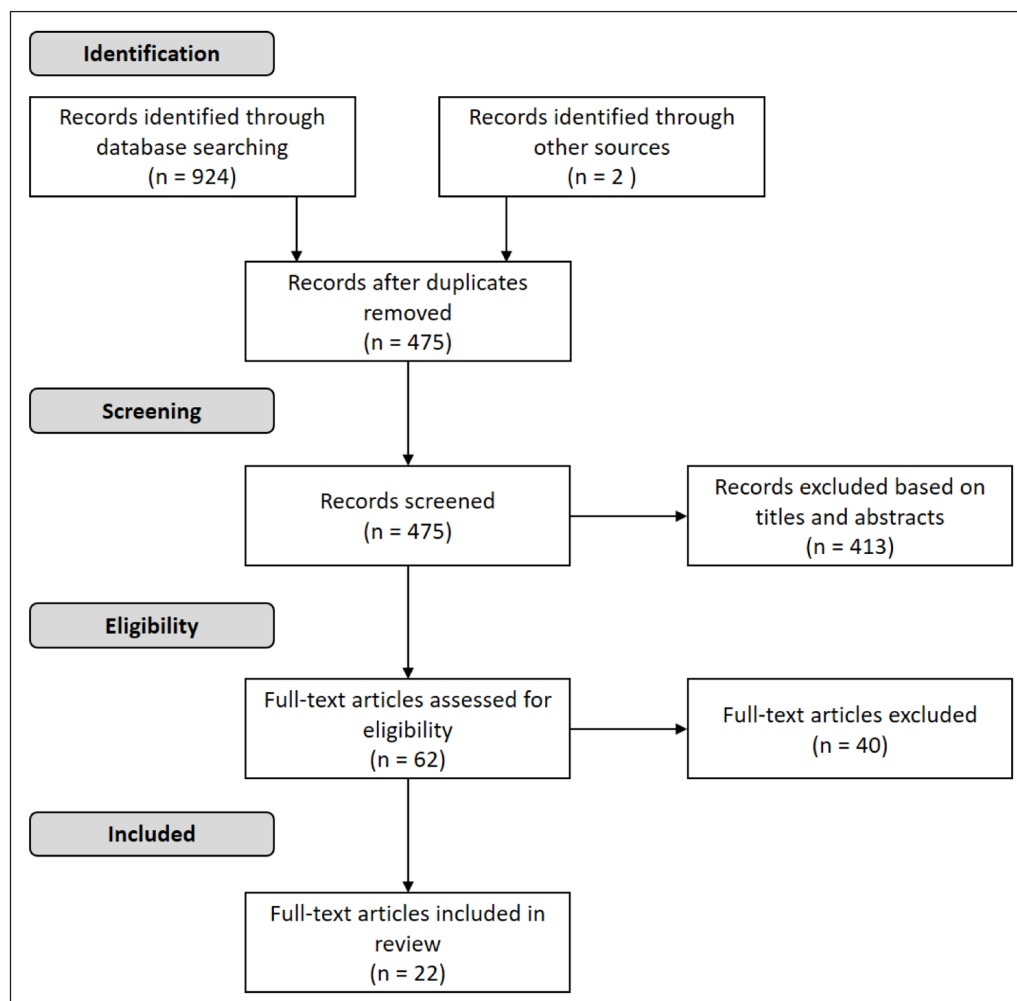 Identification
Records identified through
database searching
(n = 924)
Records identified through
other sources
(n = 2 )
Records after duplicates
removed
(n = 475)
Screening
Records screened
(n = 475)
Records excluded based on
titles and abstracts
(n = 413)
Eligibility
Full-text articles assessed for
eligibility
(n = 62)
Full-text articles excluded
(n = 40)
Included
Full-text articles included in
review
(n = 22)